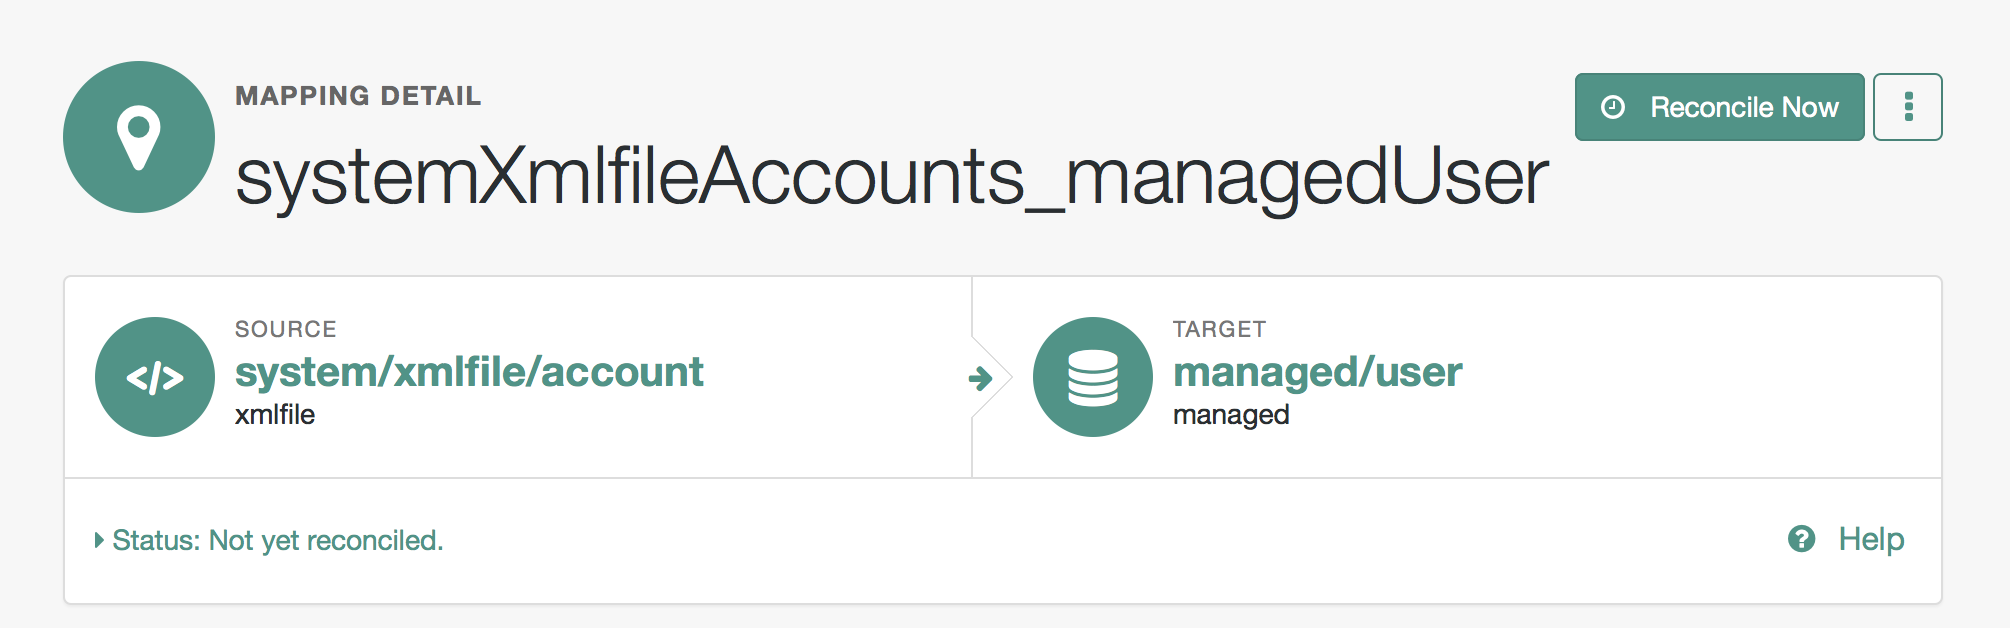 MAPPING DETAIL
systemXmlfileAccounts_managedUser
Reconcile Now
SOURCE
system/xmlfile/account
xmlfile
TARGET
managed/user
managed
Status: Not yet reconciled.
Help